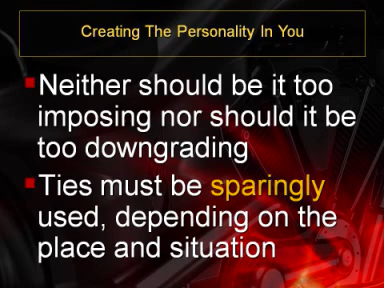 Creating The Personality In You
Neither should be it too
imposing nor should it be
too downgrading
Ties must be sparingly
used, depending on the
place and situation